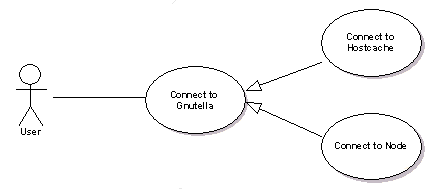 Connect to
Hostcache
Connect to
Gnutella
User
Connect to Node